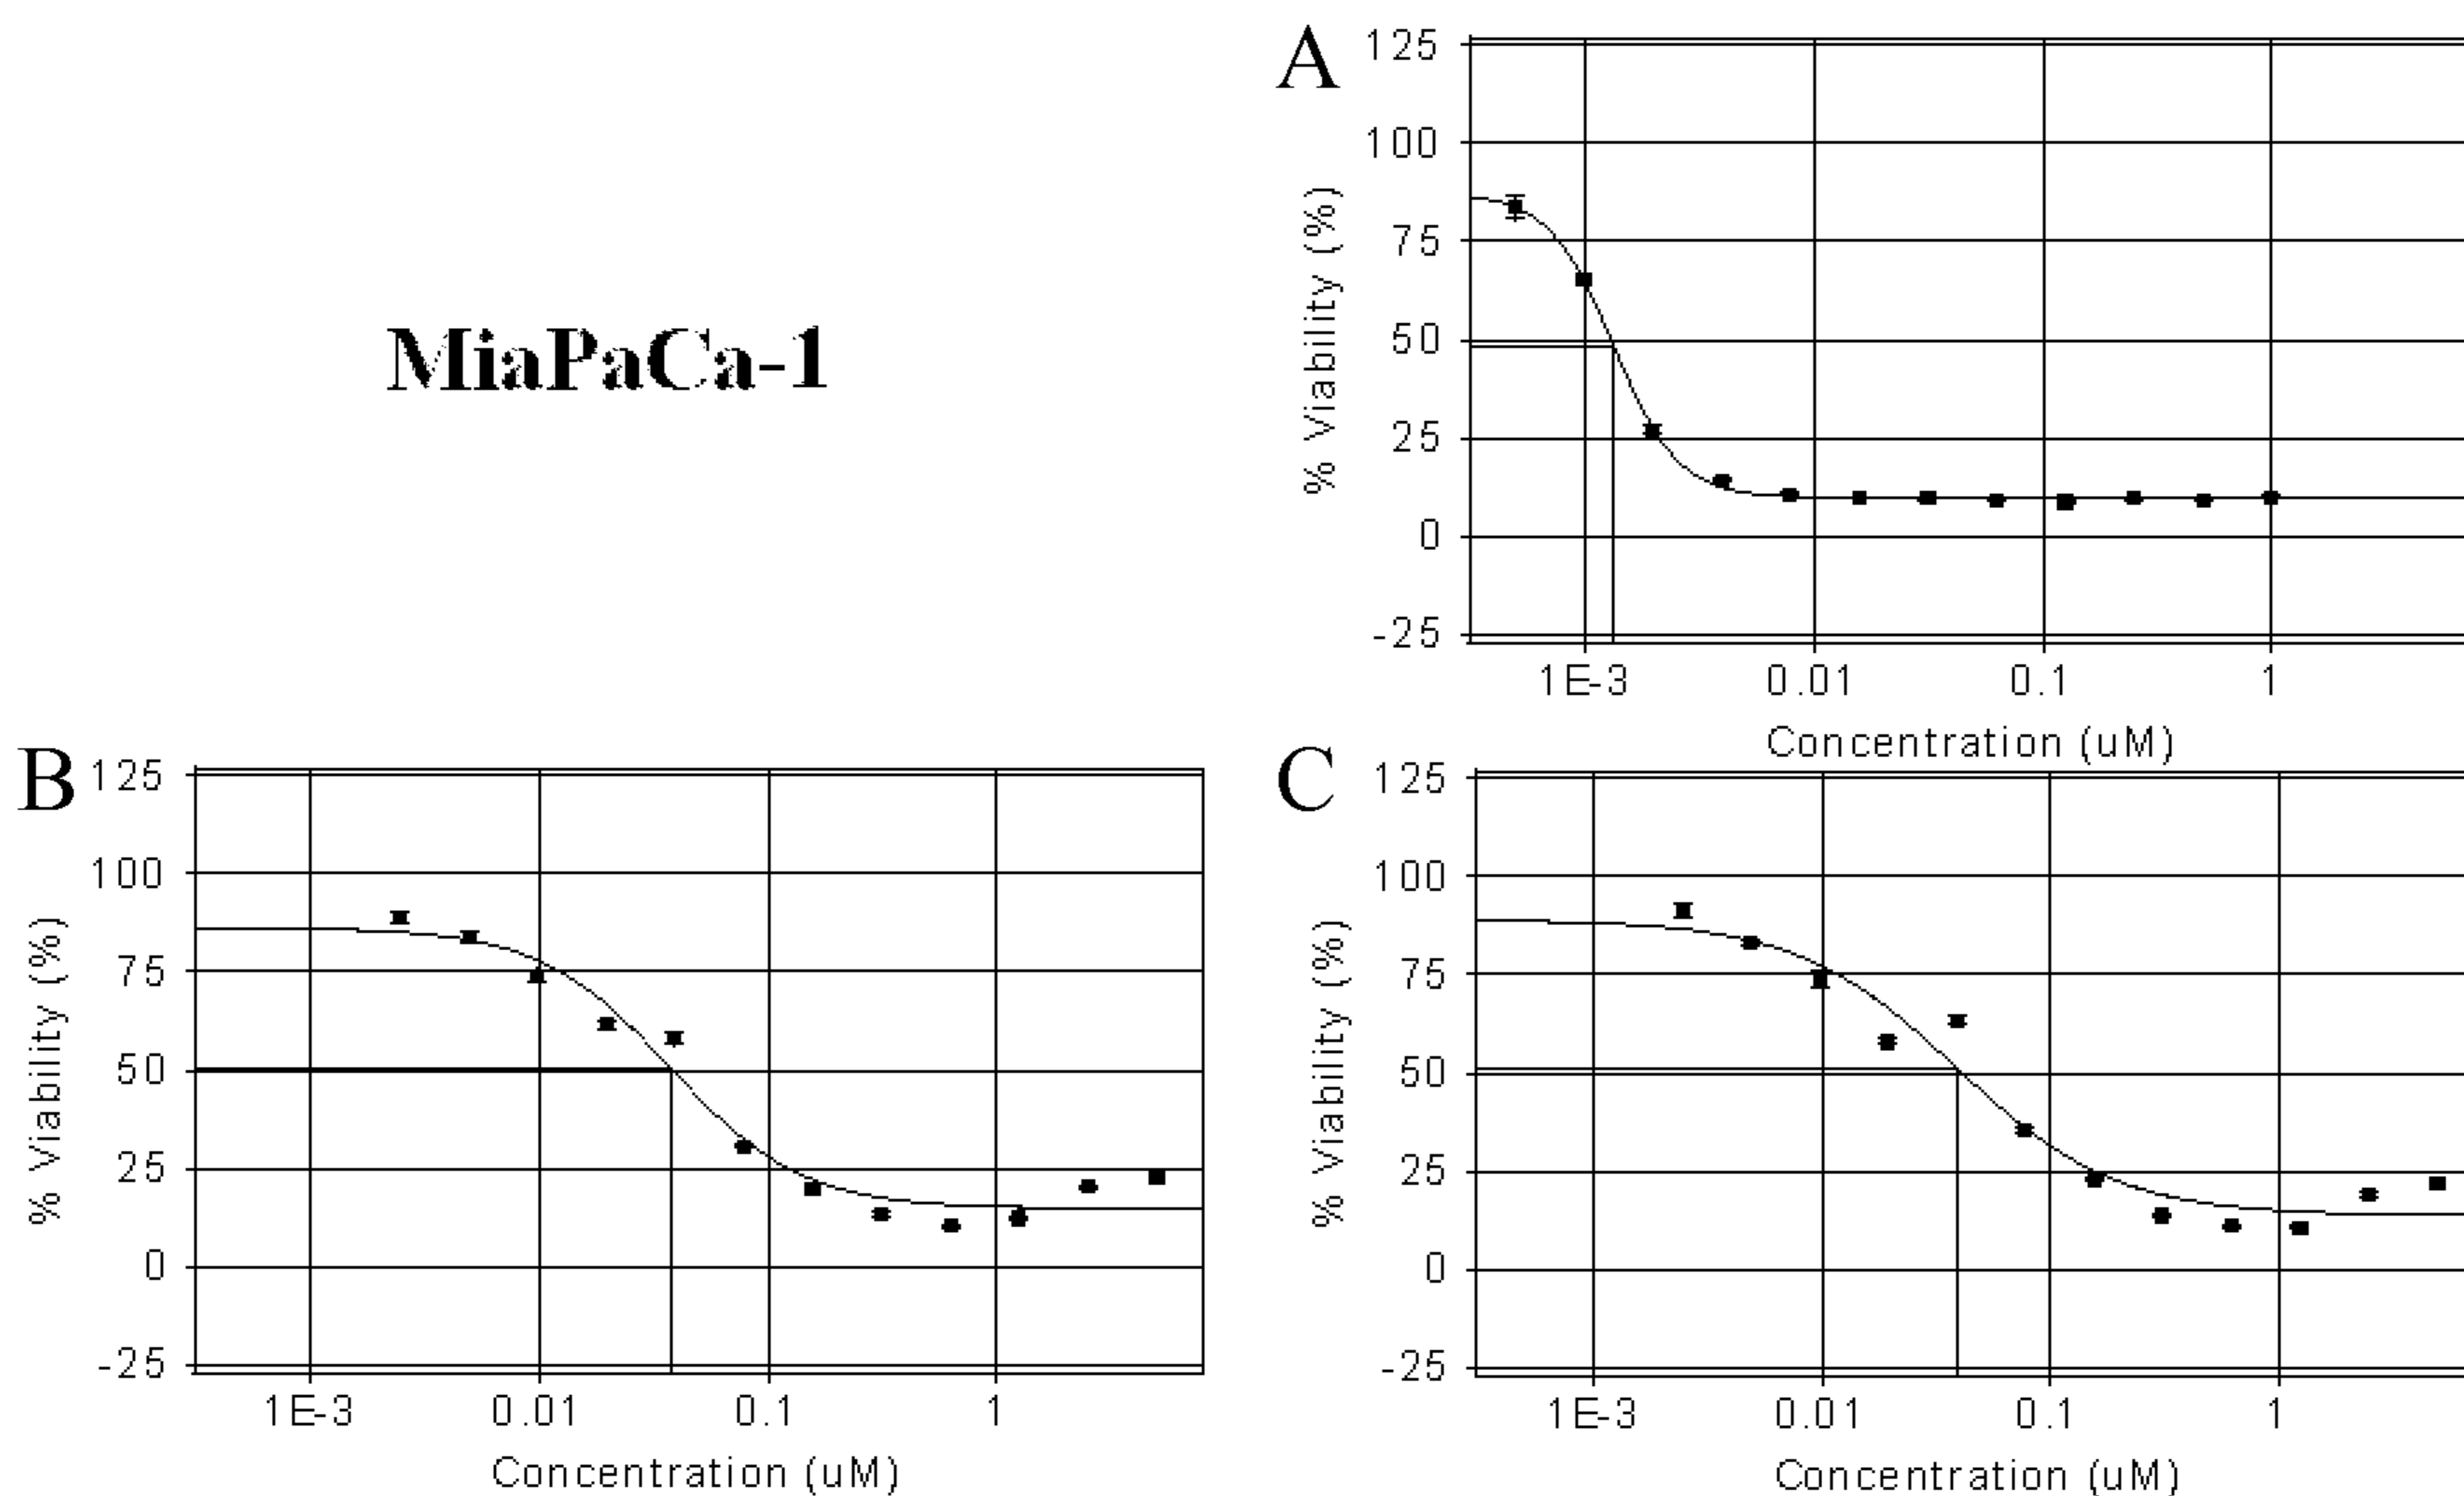 A
125
100
75
50
25
0
-25
% Viability (%)
1E-3 0.01 0.1 1
Concentration (uM)
MiaPaCa-1
B
125
100
75
50
25
0
-25
% Viability (%)
1E-3 0.01 0.1 1
Concentration (uM)
C
125
100
75
50
25
0
-25
% Viability (%)
1E-3 0.01 0.1 1
Concentration (uM)